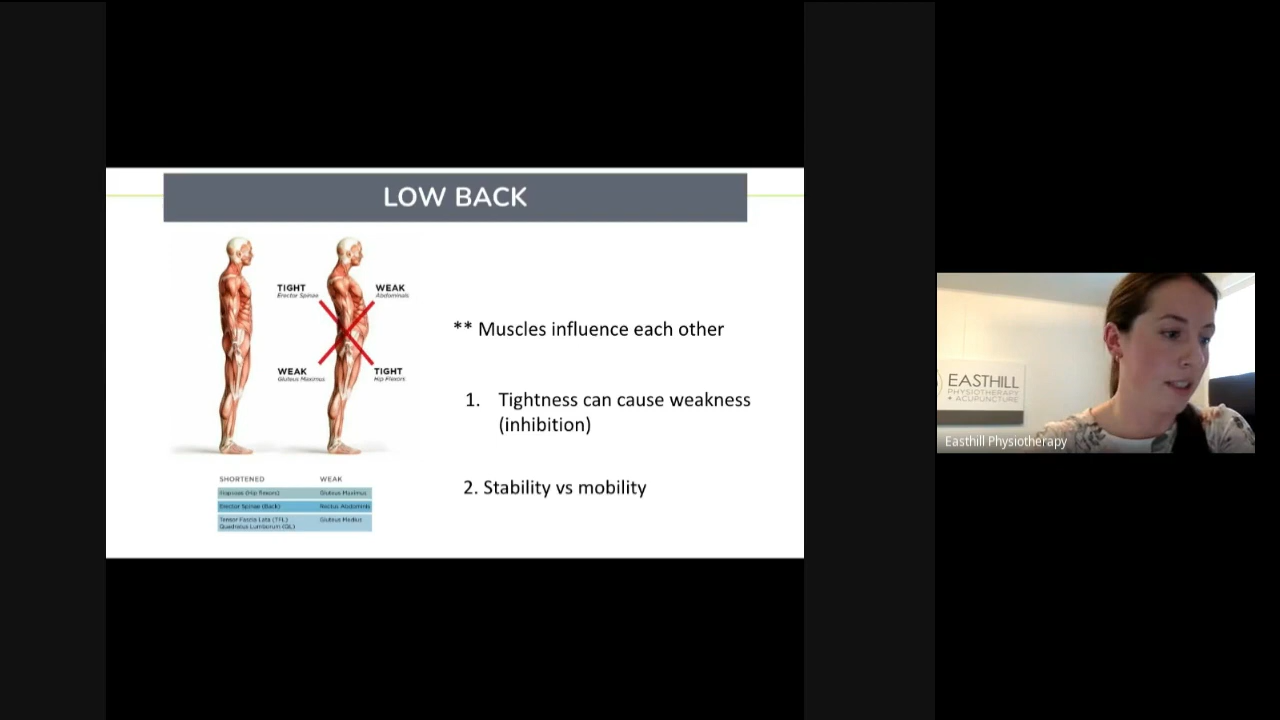 LOW BACK
TIGHT
Erector Spinae
WEAK
Abdominals
WEAK
Gluteus Maximus
TIGHT
Hip Flexors
** Muscles influence each other
1. Tightness can cause weakness
(inhibition)
2. Stability vs mobility
SHORTENED WEAK
Iliopsoas (Hip flexors) Gluteus Maximus
Erector Spinae (Back) Rectus Abdominis
Tensor Fascia Lata (TFL) Gluteus Medius
Quadratus Lumborum (QL)
EASTHILL
PHYSIOTHERAPY
+ ACUPUNCTURE
Easthill Physiotherapy